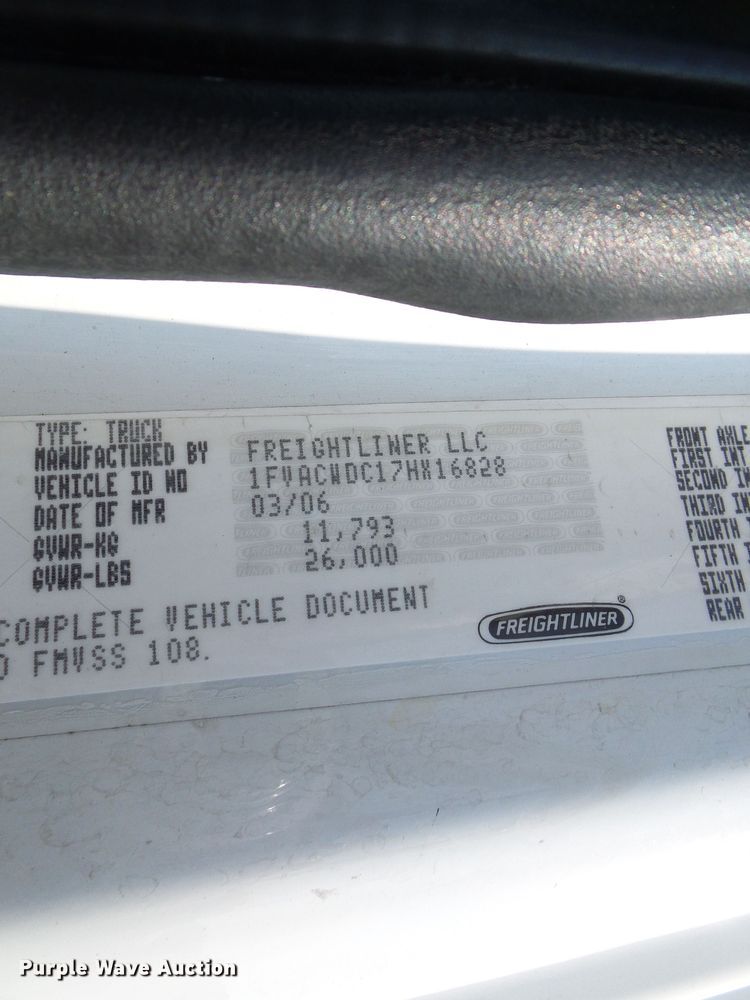 TYPE: TRUCK
MANUFACTURED BY FREIGHTLINER LLC
VEHICLE ID NO 1FVACWDC17HX16828
DATE OF MFR 03/06
GVWR-KG 11,793
GVWR-LBS 26,000
COMPLETE VEHICLE DOCUMENT
FMVSS 108.
FREIGHTLINER®
FRONT AXLE
FIRST INT
SECOND IN
THIRD IN
FOURTH
FIFTH I
SIXTH
REAR
Purple Wave Auction